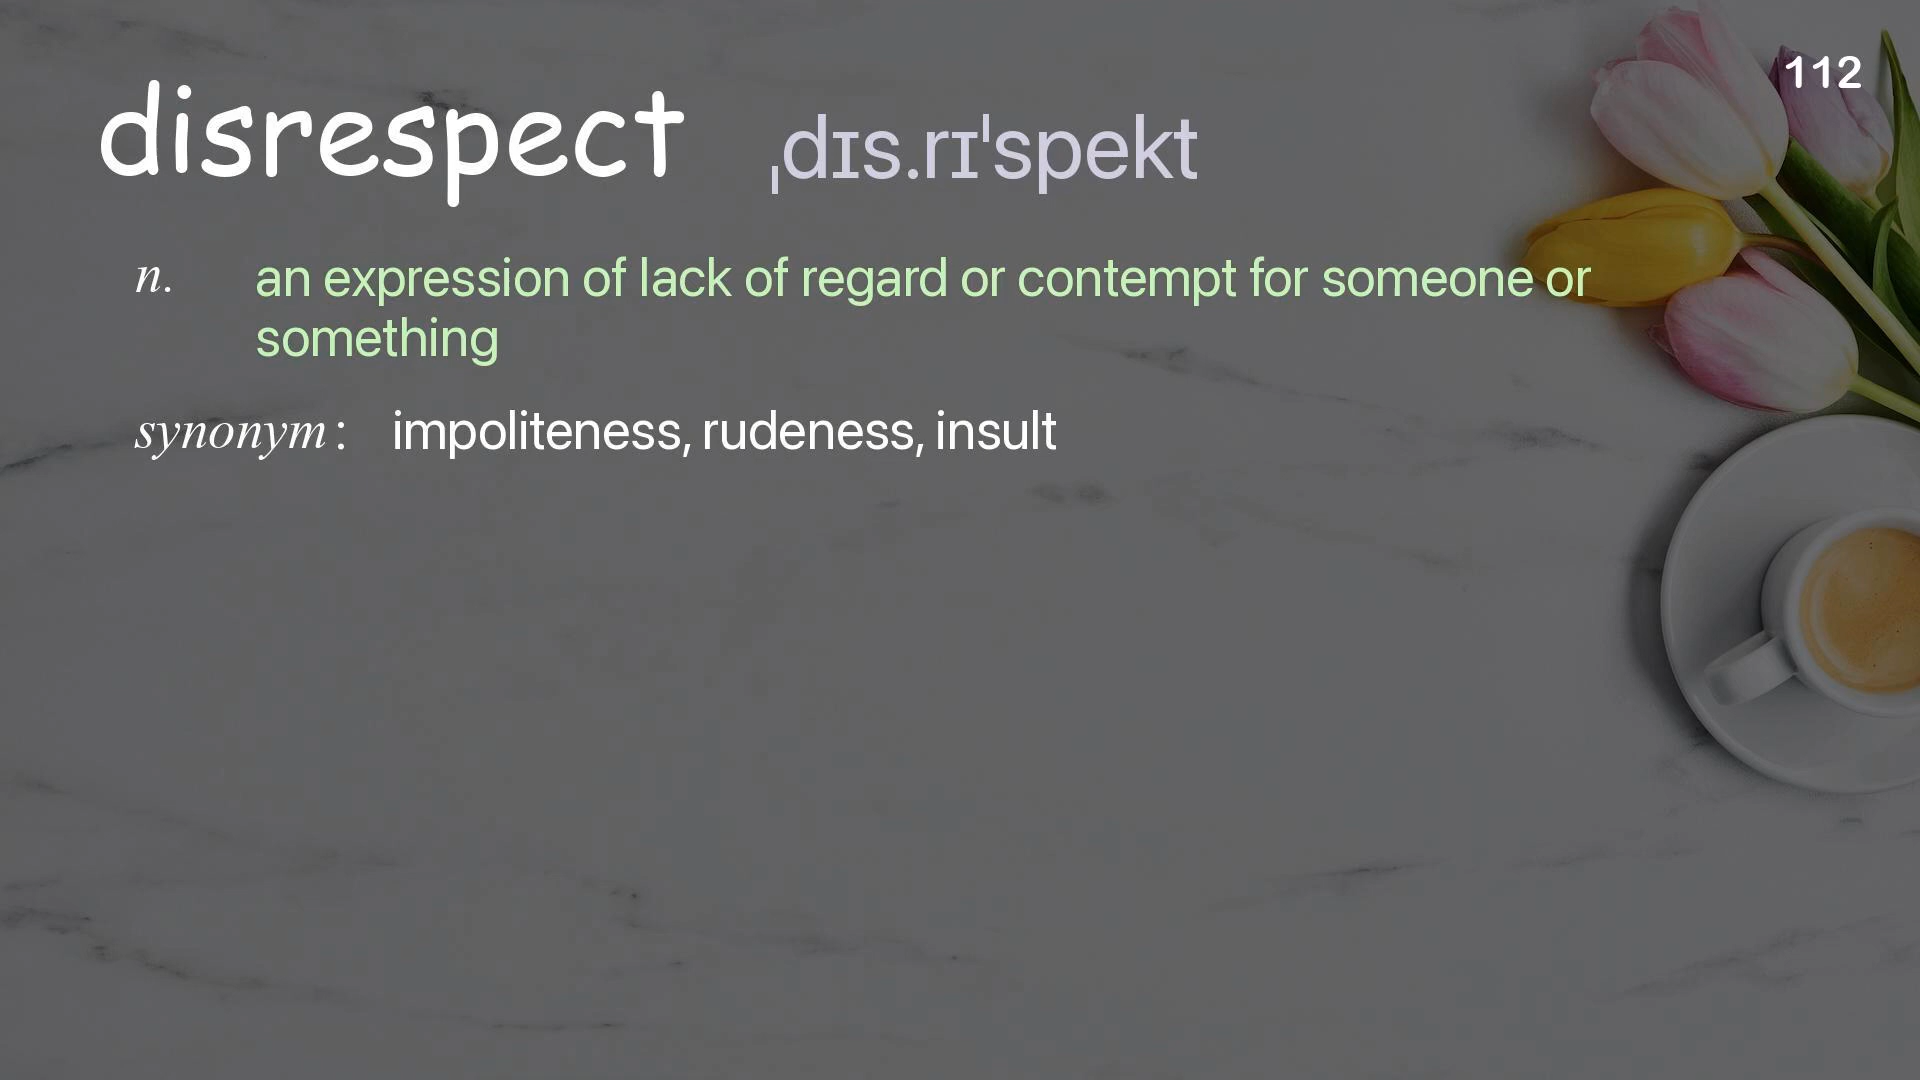 112
disrespect ˌdɪs.rɪˈspekt
n. an expression of lack of regard or contempt for someone or
something
synonym: impoliteness, rudeness, insult